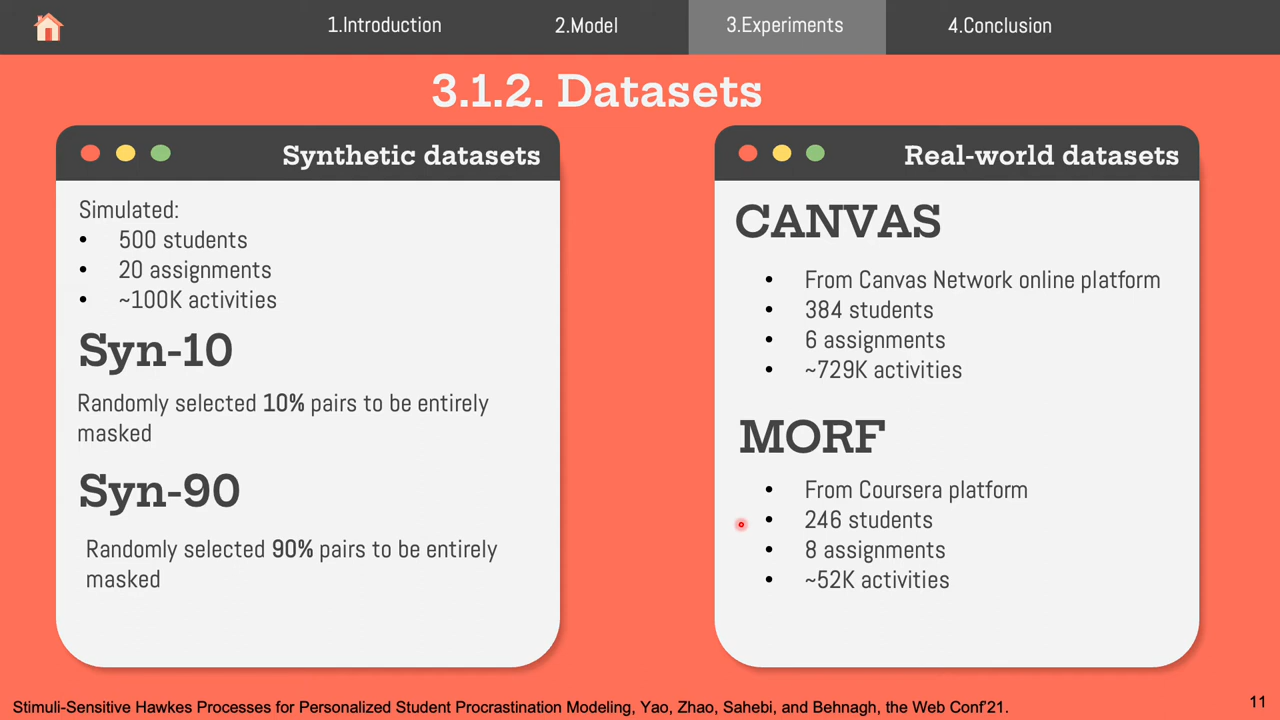 1.Introduction
2.Model
3.Experiments
4.Conclusion
3.1.2. Datasets
Synthetic datasets
Simulated:
• 500 students
• 20 assignments
• ~100K activities
Syn-10
Randomly selected 10% pairs to be entirely
masked
Syn-90
Randomly selected 90% pairs to be entirely
masked
Real-world datasets
CANVAS
• From Canvas Network online platform
• 384 students
• 6 assignments
• ~729K activities
MORF
• From Coursera platform
• 246 students
• 8 assignments
• ~52K activities
Stimuli-Sensitive Hawkes Processes for Personalized Student Procrastination Modeling, Yao, Zhao, Sahebi, and Behnagh, the Web Conf'21.
11